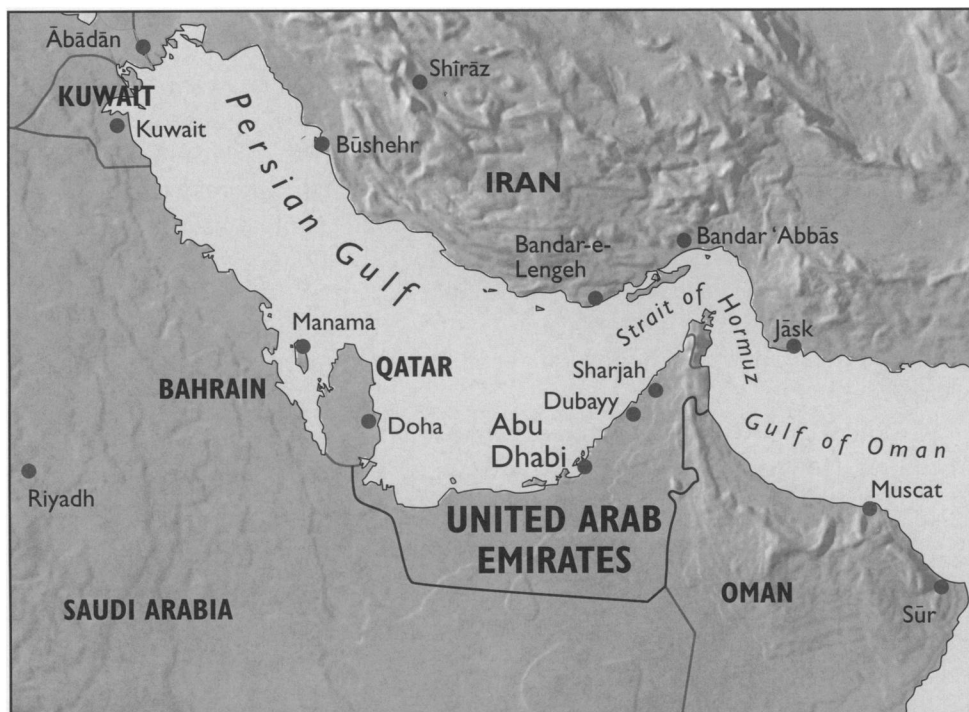 Ābādān
Shīrāz
KUWAIT
Kuwait
Persian Gulf
Būshehr
IRAN
Bandar 'Abbās
Bandar-e-
Lengeh
Strait of
Hormuz
Jāsk
Manama
QATAR
BAHRAIN
Sharjah
Dubayy
Doha
Abu
Dhabi
Gulf of Oman
Riyadh
Muscat
UNITED ARAB
EMIRATES
OMAN
SAUDI ARABIA
Sūr